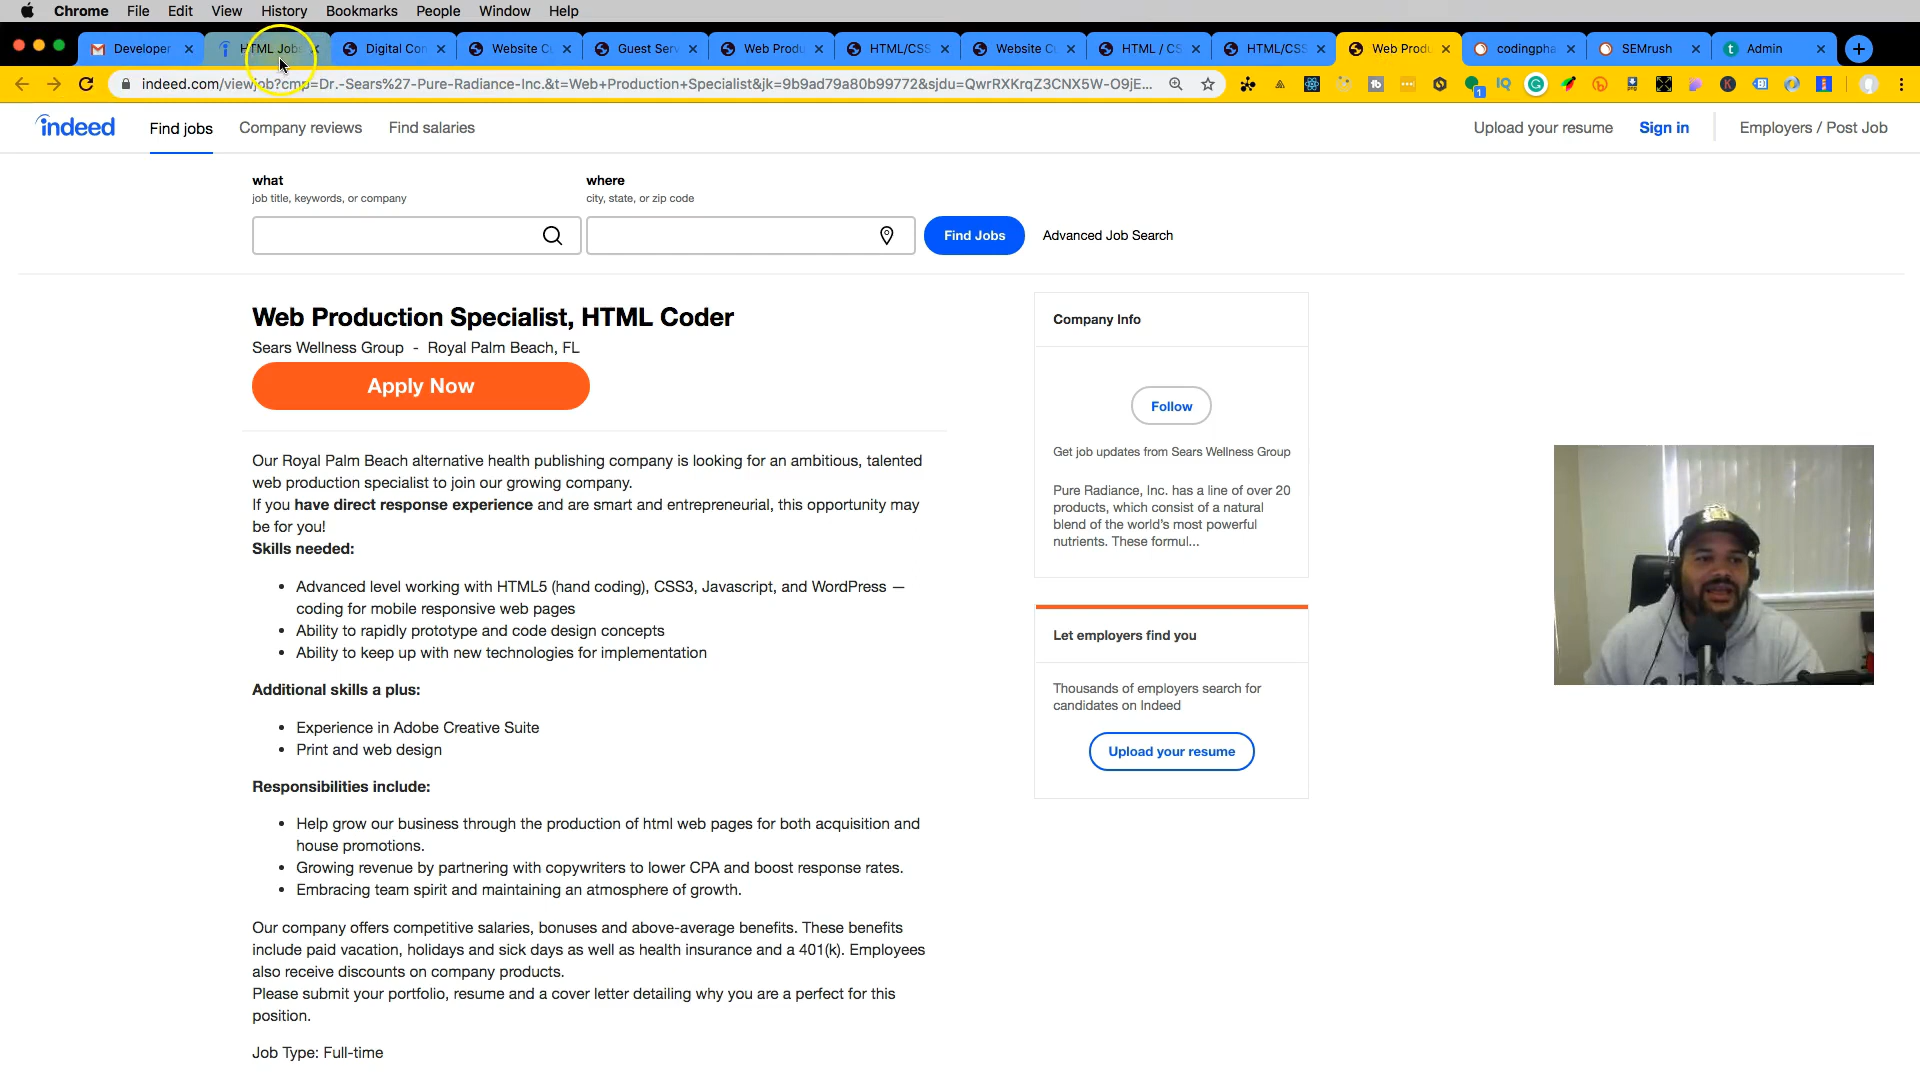 Chrome File Edit View History Bookmarks People Window Help
Developer HTML Jobs Digital Con Website C Guest Serv Web Produ HTML/CSS Website C HTML / CS HTML/CSS Web Produ codingpha SEMrush Admin
indeed.com/viewjob?cmp=Dr.-Sears%27-Pure-Radiance-Inc.&t=Web+Production+Specialist&jk=9b9ad79a80b99772&sjdu=QwrRXKrqZ3CNX5W-O9jE...
indeed Find jobs Company reviews Find salaries Upload your resume Sign in Employers / Post Job
what where
job title, keywords, or company city, state, or zip code
Find Jobs Advanced Job Search
Web Production Specialist, HTML Coder
Sears Wellness Group - Royal Palm Beach, FL
Apply Now
Our Royal Palm Beach alternative health publishing company is looking for an ambitious, talented
web production specialist to join our growing company.
If you have direct response experience and are smart and entrepreneurial, this opportunity may
be for you!
Skills needed:
• Advanced level working with HTML5 (hand coding), CSS3, Javascript, and WordPress —
coding for mobile responsive web pages
• Ability to rapidly prototype and code design concepts
• Ability to keep up with new technologies for implementation
Additional skills a plus:
• Experience in Adobe Creative Suite
• Print and web design
Responsibilities include:
• Help grow our business through the production of html web pages for both acquisition and
house promotions.
• Growing revenue by partnering with copywriters to lower CPA and boost response rates.
• Embracing team spirit and maintaining an atmosphere of growth.
Our company offers competitive salaries, bonuses and above-average benefits. These benefits
include paid vacation, holidays and sick days as well as health insurance and a 401(k). Employees
also receive discounts on company products.
Please submit your portfolio, resume and a cover letter detailing why you are a perfect for this
position.
Job Type: Full-time
Company Info
Follow
Get job updates from Sears Wellness Group
Pure Radiance, Inc. has a line of over 20
products, which consist of a natural
blend of the world's most powerful
nutrients. These formul...
Let employers find you
Thousands of employers search for
candidates on Indeed
Upload your resume